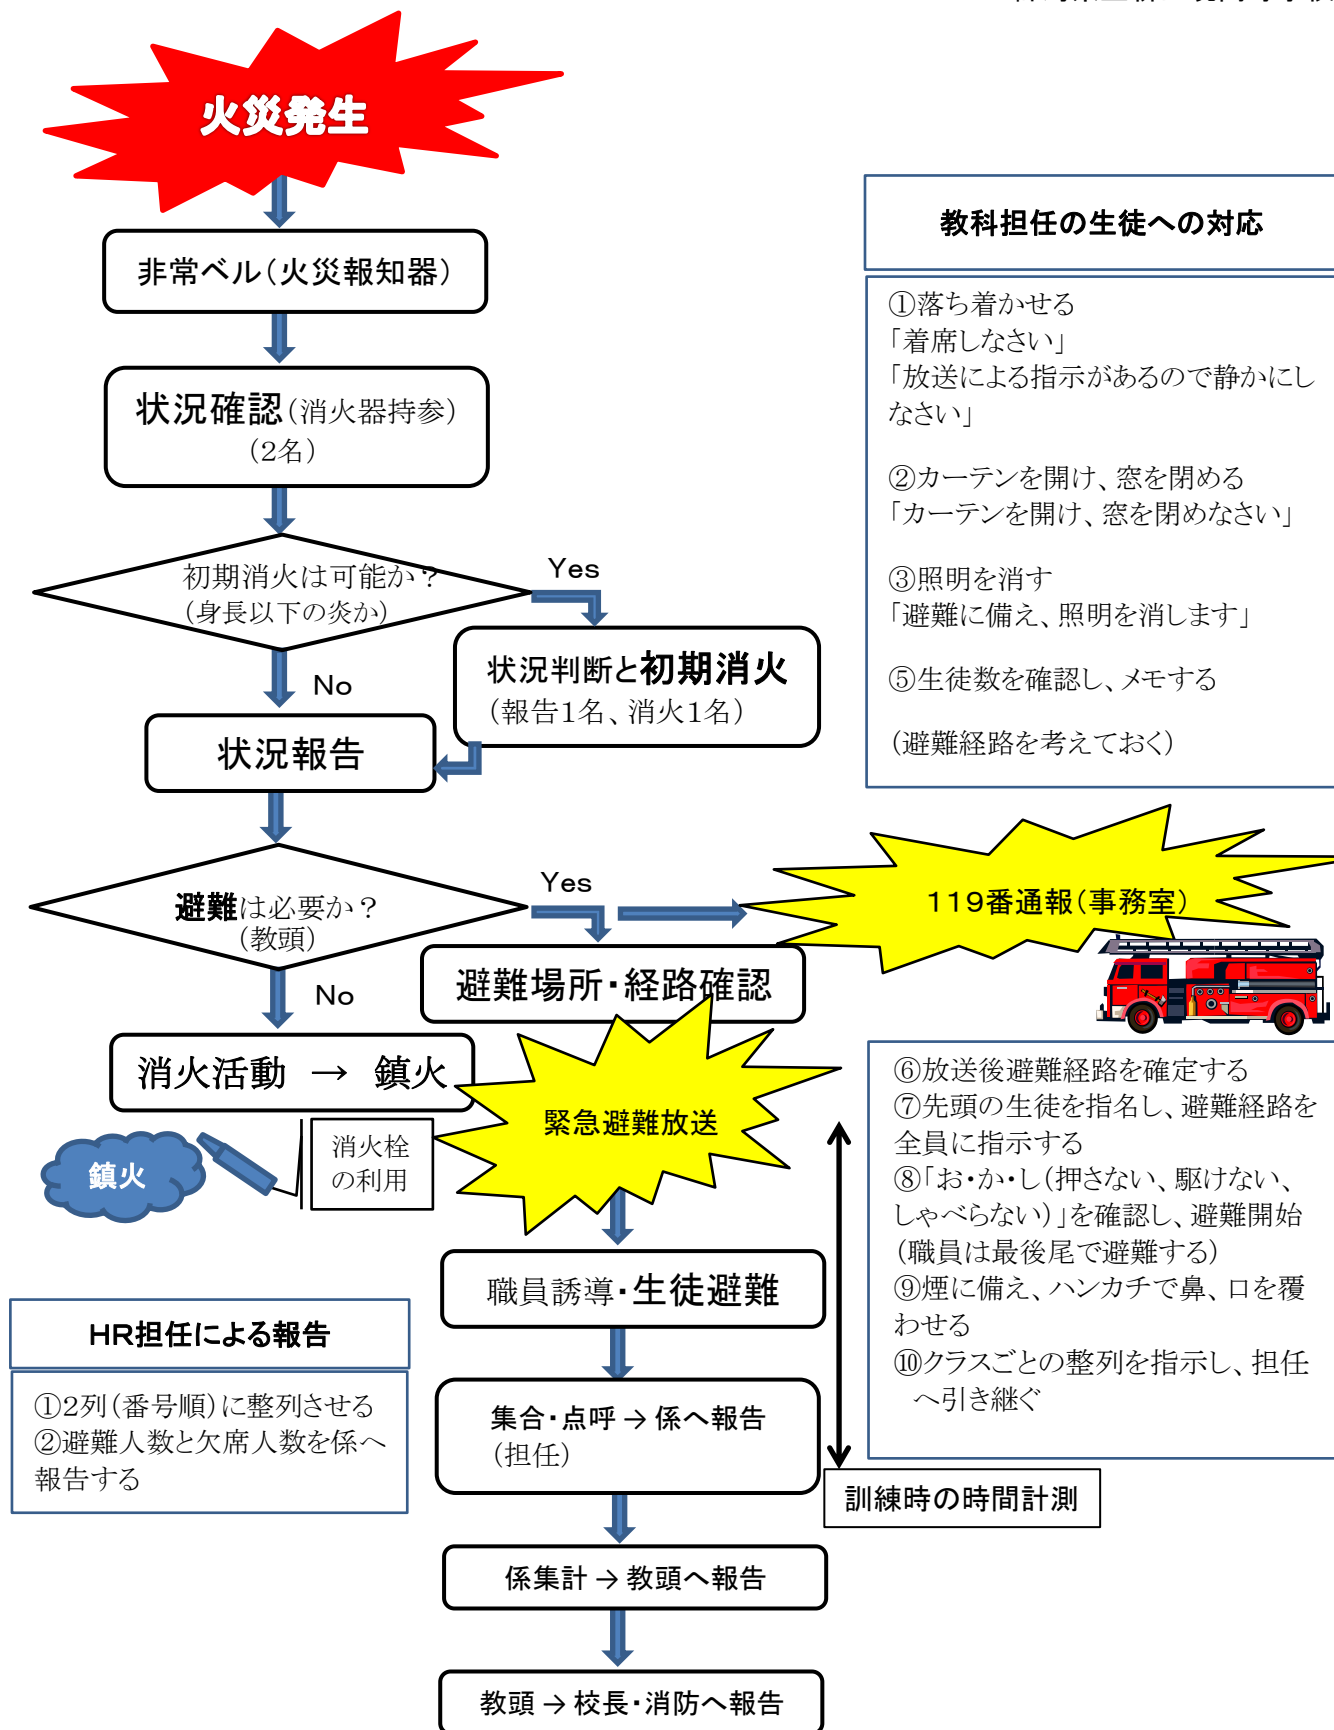 火災発生
非常ベル（火災報知器）
状況確認（消火器持参）
（2名）
初期消火は可能か？
（身長以下の炎か）
Yes
No
状況判断と初期消火
（報告1名、消火1名）
状況報告
避難は必要か？
（教頭）
Yes
No
119番通報（事務室）
避難場所・経路確認
消火活動 → 鎮火
鎮火
消火栓
の利用
緊急避難放送
職員誘導・生徒避難
集合・点呼 → 係へ報告
（担任）
係集計 → 教頭へ報告
教頭 → 校長・消防へ報告
訓練時の時間計測
教科担任の生徒への対応
①落ち着かせる
「着席しなさい」
「放送による指示があるので静かにし
なさい」
②カーテンを開け、窓を閉める
「カーテンを開け、窓を閉めなさい」
③照明を消す
「避難に備え、照明を消します」
⑤生徒数を確認し、メモする
（避難経路を考えておく）
⑥放送後避難経路を確定する
⑦先頭の生徒を指名し、避難経路を
全員に指示する
⑧「お・か・し（押さない、駆けない、
しゃべらない）」を確認し、避難開始
（職員は最後尾で避難する）
⑨煙に備え、ハンカチで鼻、口を覆
わせる
⑩クラスごとの整列を指示し、担任
へ引き継ぐ
HR担任による報告
①2列（番号順）に整列させる
②避難人数と欠席人数を係へ
報告する